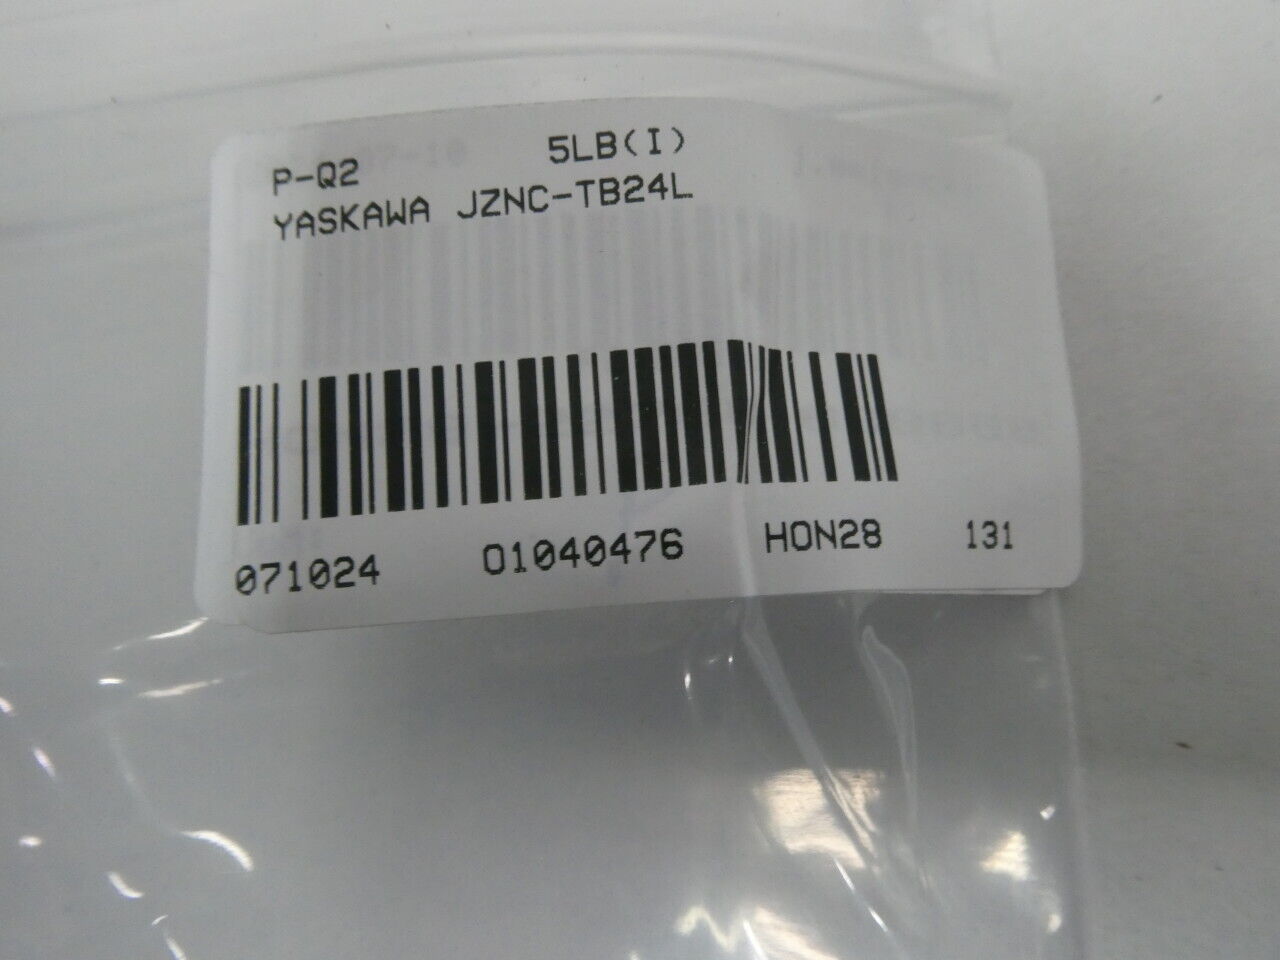 P-Q2 5LB(I)
YASKAWA JZNC-TB24L
071024 01040476 HON28 131